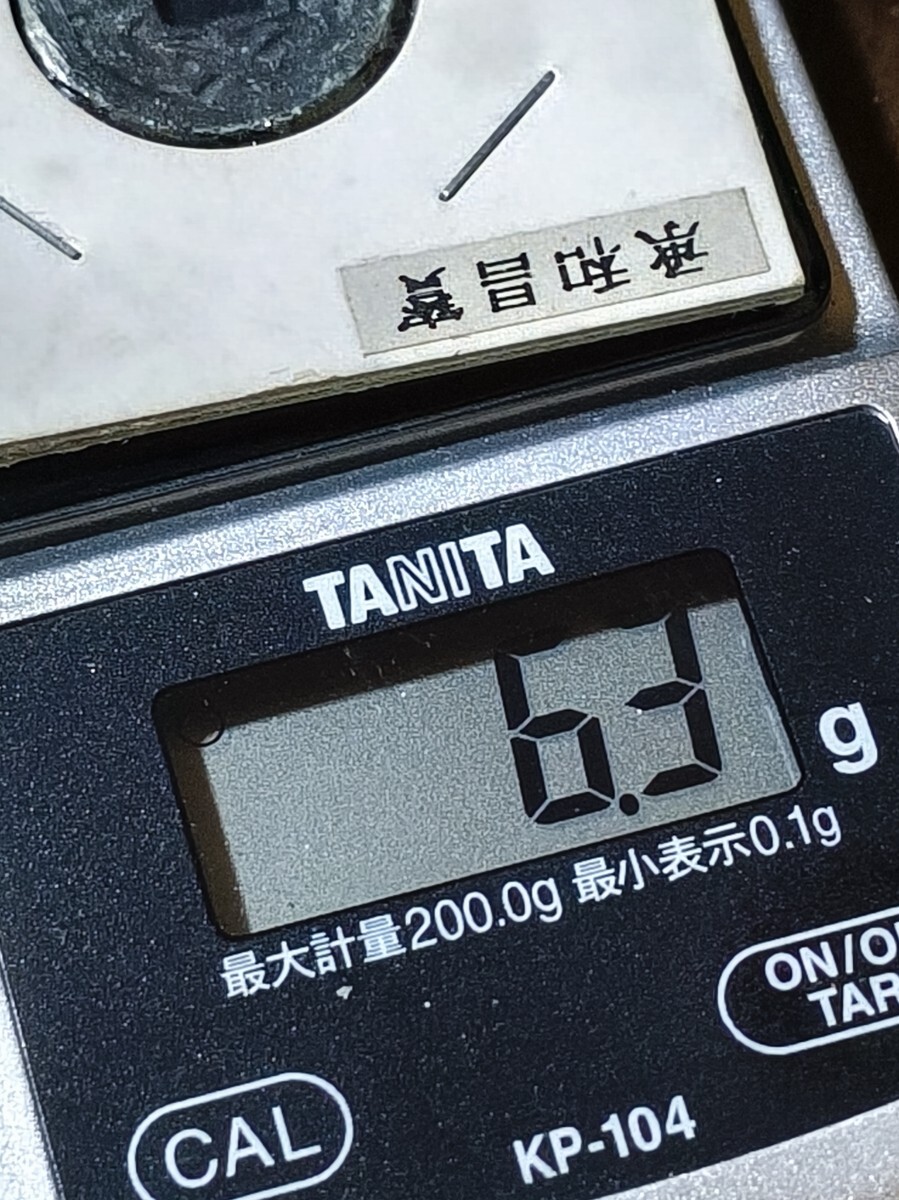 承和昌寳
TANITA
6.3 g
最大計量200.0g 最小表示0.1g
ON/O
TAR
CAL
KP-104